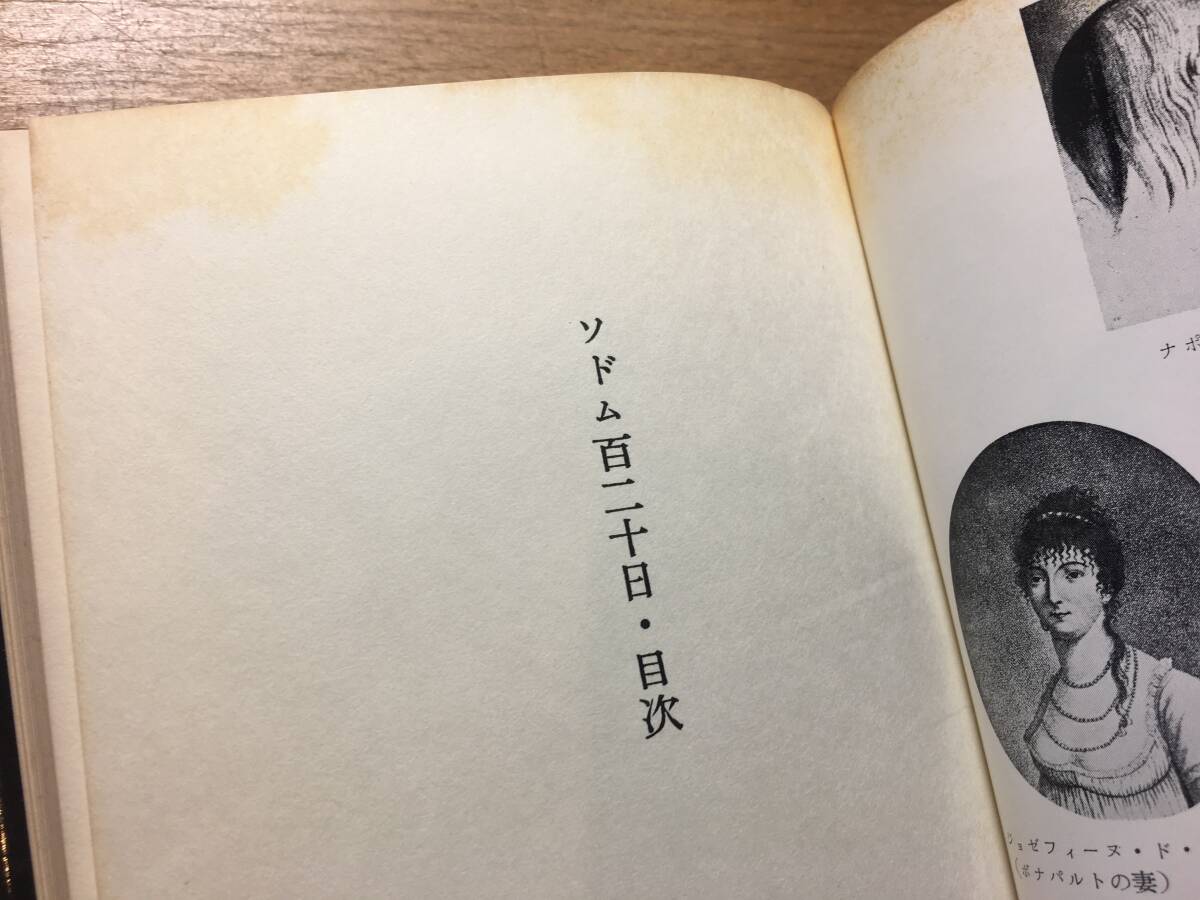 ソドム百二十日・目次
ナポ
ジョゼフィーヌ・ド・
(ボナパルトの妻)